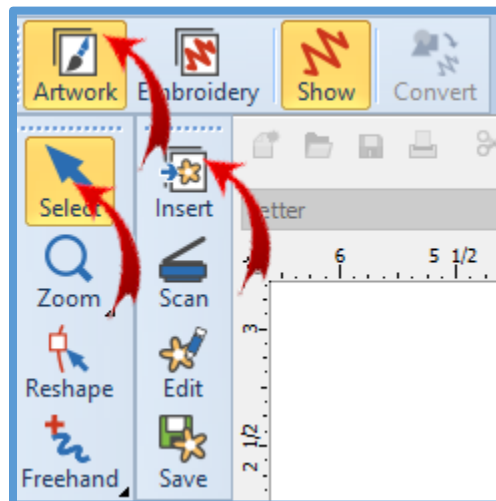 Artwork Embroidery Show Convert
Select Insert
etter
6 5 1/2
Zoom Scan
3
Reshape Edit
2 1/2
Freehand Save